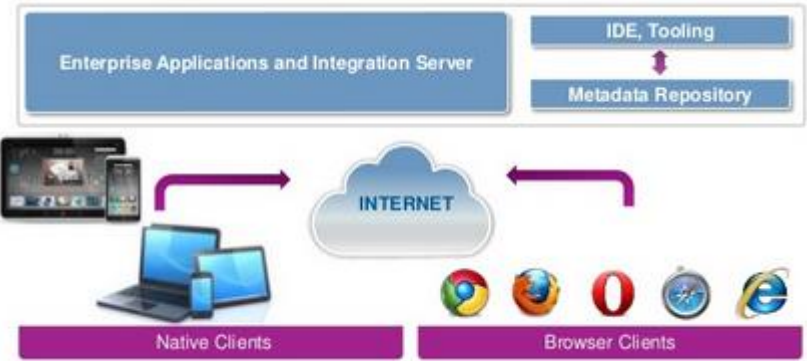 Enterprise Applications and Integration Server
IDE, Tooling
Metadata Repository
INTERNET
Native Clients
Browser Clients